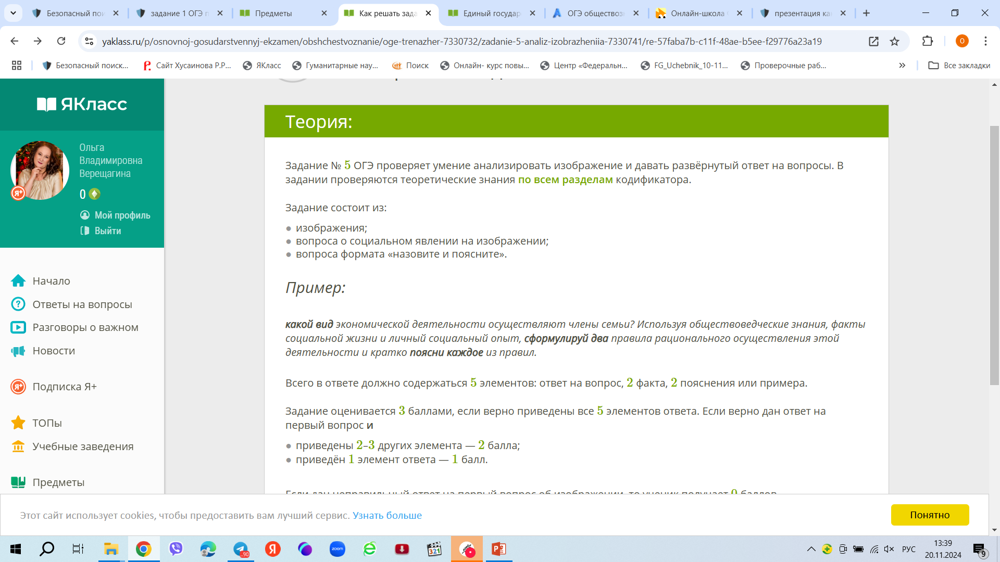 Безопасный пои
задание 1 ОГЭ п
Предметы
Как решать зада
Единый государ
ОГЭ обществозн
Онлайн-школа
презентация ка
yaklass.ru/p/osnovnoj-gosudarstvennyj-ekzamen/obshchestvoznanie/oge-trenazher-7330732/zadanie-5-analiz-izobrazheniia-7330741/re-57faba7b-c11f-48ae-b5ee-f29776a23a19
O
Безопасный поиск...
Сайт Хусаинова Р.Р...
ЯКласс
Гуманитарные нау...
Поиск
Онлайн- курс повы...
Центр «Федеральн...
FG_Uchebnik_10-11...
Проверочные раб...
Все закладки
ЯКласс
Ольга
Владимировна
Верещагина
Я+
0
Мой профиль
Выйти
Начало
Ответы на вопросы
Разговоры о важном
Новости
Я+ Подписка Я+
ТОПы
Учебные заведения
Предметы
Теория:
Задание № 5 ОГЭ проверяет умение анализировать изображение и давать развёрнутый ответ на вопросы. В
задании проверяются теоретические знания по всем разделам кодификатора.
Задание состоит из:
● изображения;
● вопроса о социальном явлении на изображении;
● вопроса формата «назовите и поясните».
Пример:
какой вид экономической деятельности осуществляют члены семьи? Используя обществоведческие знания, факты
социальной жизни и личный социальный опыт, сформулируй два правила рационального осуществления этой
деятельности и кратко поясни каждое из правил.
Всего в ответе должно содержаться 5 элементов: ответ на вопрос, 2 факта, 2 пояснения или примера.
Задание оценивается 3 баллами, если верно приведены все 5 элементов ответа. Если верно дан ответ на
первый вопрос и
● приведены 2–3 других элемента — 2 балла;
● приведён 1 элемент ответа — 1 балл.
Если дан неправильный ответ на первый вопрос об изображении, то ученик получает 0 баллов
Этот сайт использует cookies, чтобы предоставить вам лучший сервис. Узнать больше
Понятно
..90
Я
zoom
321
РУС
13:39
20.11.2024
9